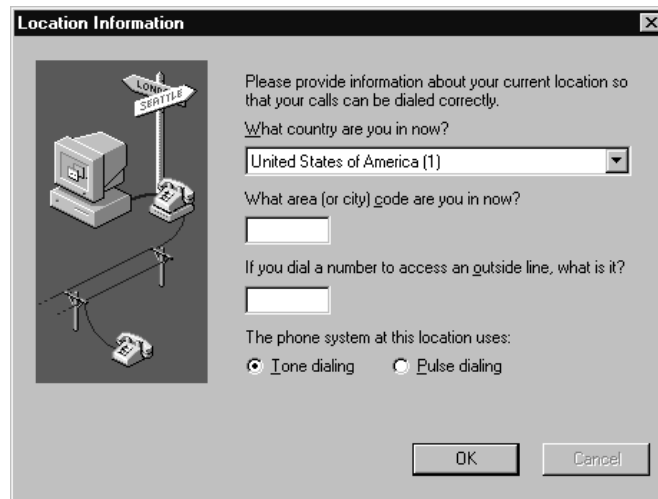 Location Information
LONDON
SEATTLE
Please provide information about your current location so
that your calls can be dialed correctly.
What country are you in now?
United States of America (1)
What area (or city) code are you in now?
If you dial a number to access an outside line, what is it?
The phone system at this location uses:
Tone dialing Pulse dialing
OK Cancel